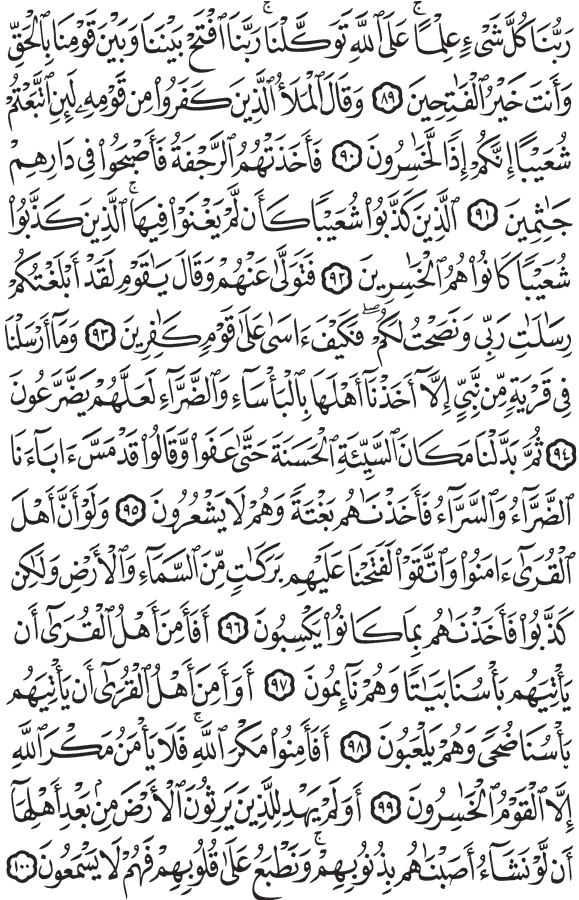 رَبُّنَا كُلَّ شَىْءٍ عِلْمًا ۚ عَلَى ٱللَّهِ تَوَكَّلْنَا ۚ رَبَّنَا ٱفْتَحْ بَيْنَنَا وَبَيْنَ قَوْمِنَا بِٱلْحَقِّ
وَأَنتَ خَيْرُ ٱلْفَٰتِحِينَ ٨٩ وَقَالَ ٱلْمَلَأُ ٱلَّذِينَ كَفَرُوا۟ مِن قَوْمِهِۦ لَئِنِ ٱتَّبَعْتُمْ
شُعَيْبًا إِنَّكُمْ إِذًا لَّخَٰسِرُونَ ٩٠ فَأَخَذَتْهُمُ ٱلرَّجْفَةُ فَأَصْبَحُوا۟ فِى دَارِهِمْ
جَٰثِمِينَ ٩١ ٱلَّذِينَ كَذَّبُوا۟ شُعَيْبًا كَأَن لَّمْ يَغْنَوْا۟ فِيهَا ۚ ٱلَّذِينَ كَذَّبُوا۟
شُعَيْبًا كَانُوا۟ هُمُ ٱلْخَٰسِرِينَ ٩٢ فَتَوَلَّىٰ عَنْهُمْ وَقَالَ يَٰقَوْمِ لَقَدْ أَبْلَغْتُكُمْ
رِسَٰلَٰتِ رَبِّى وَنَصَحْتُ لَكُمْ ۖ فَكَيْفَ ءَاسَىٰ عَلَىٰ قَوْمٍ كَٰفِرِينَ ٩٣ وَمَآ أَرْسَلْنَا
فِى قَرْيَةٍ مِّن نَّبِىٍّ إِلَّآ أَخَذْنَآ أَهْلَهَا بِٱلْبَأْسَآءِ وَٱلضَّرَّآءِ لَعَلَّهُمْ يَضَّرَّعُونَ
٩٤ ثُمَّ بَدَّلْنَا مَكَانَ ٱلسَّيِّئَةِ ٱلْحَسَنَةَ حَتَّىٰ عَفَوا۟ وَّقَالُوا۟ قَدْ مَسَّ ءَابَآءَنَا
ٱلضَّرَّآءُ وَٱلسَّرَّآءُ فَأَخَذْنَٰهُم بَغْتَةً وَهُمْ لَا يَشْعُرُونَ ٩٥ وَلَوْ أَنَّ أَهْلَ
ٱلْقُرَىٰٓ ءَامَنُوا۟ وَٱتَّقَوْا۟ لَفَتَحْنَا عَلَيْهِم بَرَكَٰتٍ مِّنَ ٱلسَّمَآءِ وَٱلْأَرْضِ وَلَٰكِن
كَذَّبُوا۟ فَأَخَذْنَٰهُم بِمَا كَانُوا۟ يَكْسِبُونَ ٩٦ أَفَأَمِنَ أَهْلُ ٱلْقُرَىٰٓ أَن
يَأْتِيَهُم بَأْسُنَا بَيَٰتًا وَهُمْ نَآئِمُونَ ٩٧ أَوَأَمِنَ أَهْلُ ٱلْقُرَىٰٓ أَن يَأْتِيَهُم
بَأْسُنَا ضُحًى وَهُمْ يَلْعَبُونَ ٩٨ أَفَأَمِنُوا۟ مَكْرَ ٱللَّهِ ۚ فَلَا يَأْمَنُ مَكْرَ ٱللَّهِ
إِلَّا ٱلْقَوْمُ ٱلْخَٰسِرُونَ ٩٩ أَوَلَمْ يَهْدِ لِلَّذِينَ يَرِثُونَ ٱلْأَرْضَ مِنۢ بَعْدِ أَهْلِهَآ
أَن لَّوْ نَشَآءُ أَصَبْنَٰهُم بِذُنُوبِهِمْ ۚ وَنَطْبَعُ عَلَىٰ قُلُوبِهِمْ فَهُمْ لَا يَسْمَعُونَ ١٠٠